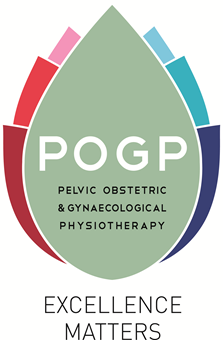 POGP
PELVIC OBSTETRIC
& GYNAECOLOGICAL
PHYSIOTHERAPY
EXCELLENCE
MATTERS